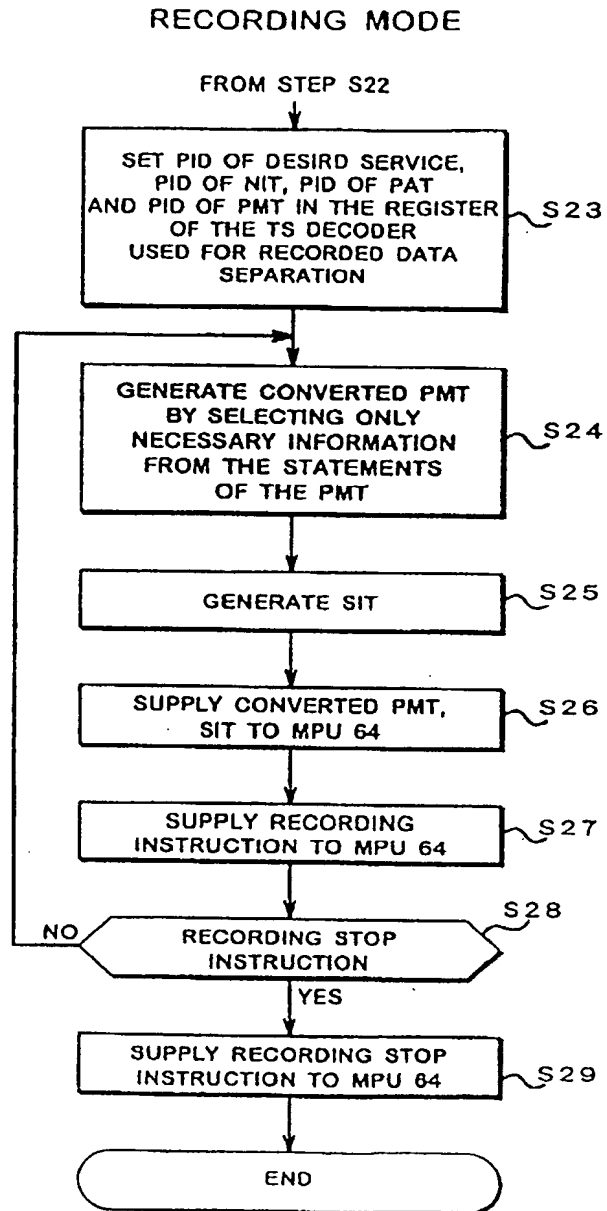 RECORDING MODE
FROM STEP S22
SET PID OF DESIRD SERVICE,
PID OF NIT, PID OF PAT
AND PID OF PMT IN THE REGISTER
OF THE TS DECODER
USED FOR RECORDED DATA
SEPARATION
S23
GENERATE CONVERTED PMT
BY SELECTING ONLY
NECESSARY INFORMATION
FROM THE STATEMENTS
OF THE PMT
S24
GENERATE SIT
S25
SUPPLY CONVERTED PMT,
SIT TO MPU 64
S26
SUPPLY RECORDING
INSTRUCTION TO MPU 64
S27
S28
NO
RECORDING STOP
INSTRUCTION
YES
SUPPLY RECORDING STOP
INSTRUCTION TO MPU 64
S29
END